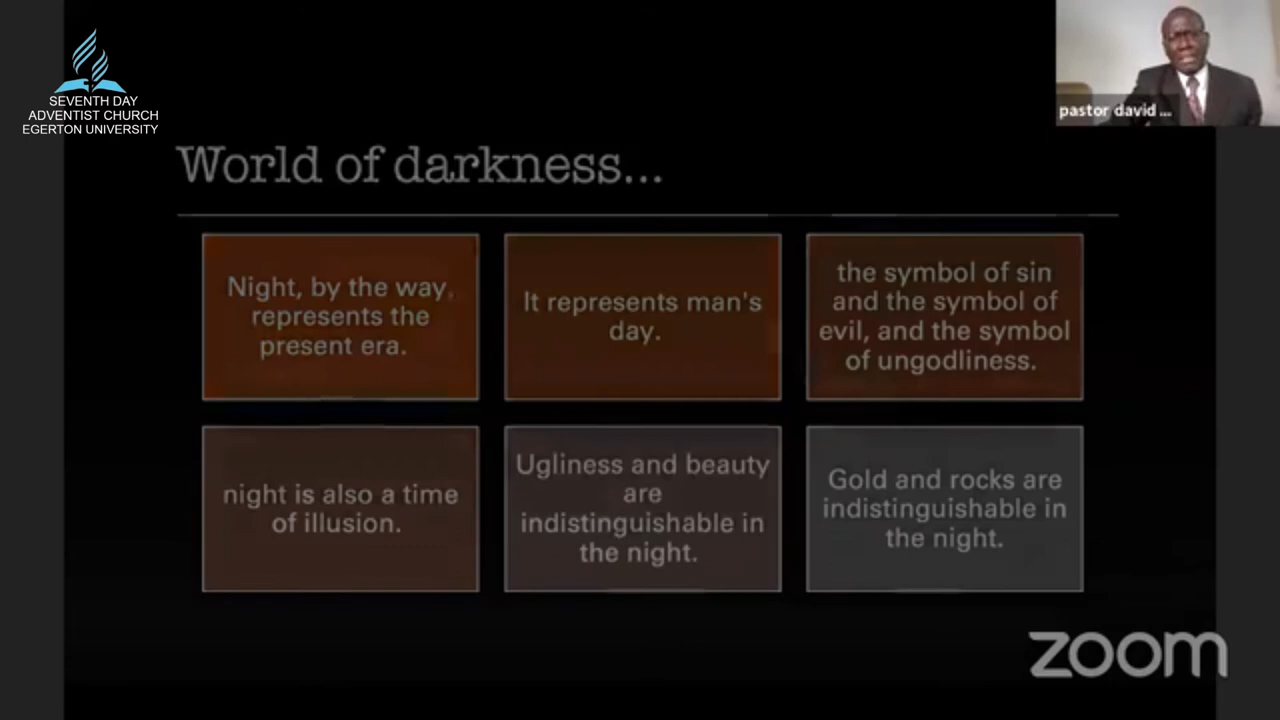 SEVENTH DAY
ADVENTIST CHURCH
EGERTON UNIVERSITY
pastor david ...
World of darkness...
Night, by the way,
represents the
present era.
It represents man's
day.
the symbol of sin
and the symbol of
evil, and the symbol
of ungodliness.
night is also a time
of illusion.
Ugliness and beauty
are
indistinguishable in
the night.
Gold and rocks are
indistinguishable in
the night.
zoom